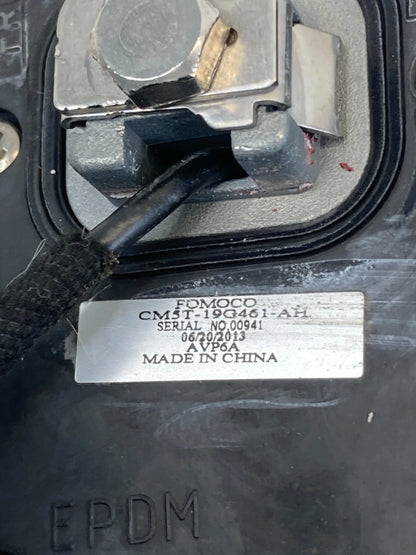 FOMOCO
CM5T-19G461-AH
SERIAL NO.00941
06/20/2013
AVP6A
MADE IN CHINA
EPDM